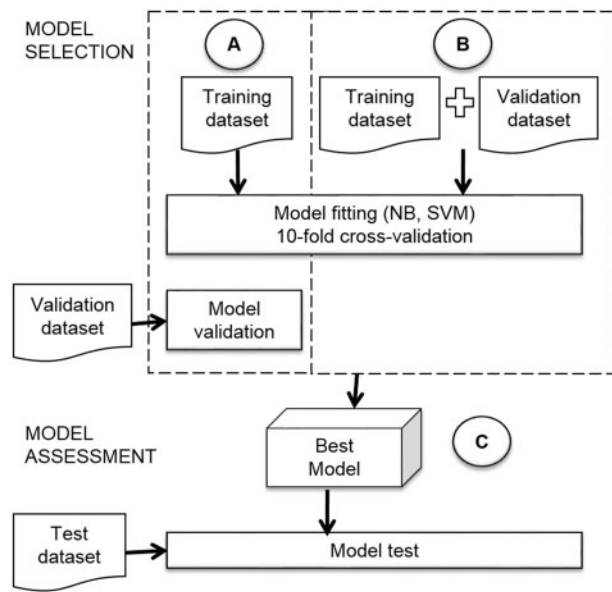 MODEL
SELECTION
A
B
Training
dataset
Training
dataset
Validation
dataset
Model fitting (NB, SVM)
10-fold cross-validation
Validation
dataset
Model
validation
MODEL
ASSESSMENT
Best
Model
C
Test
dataset
Model test